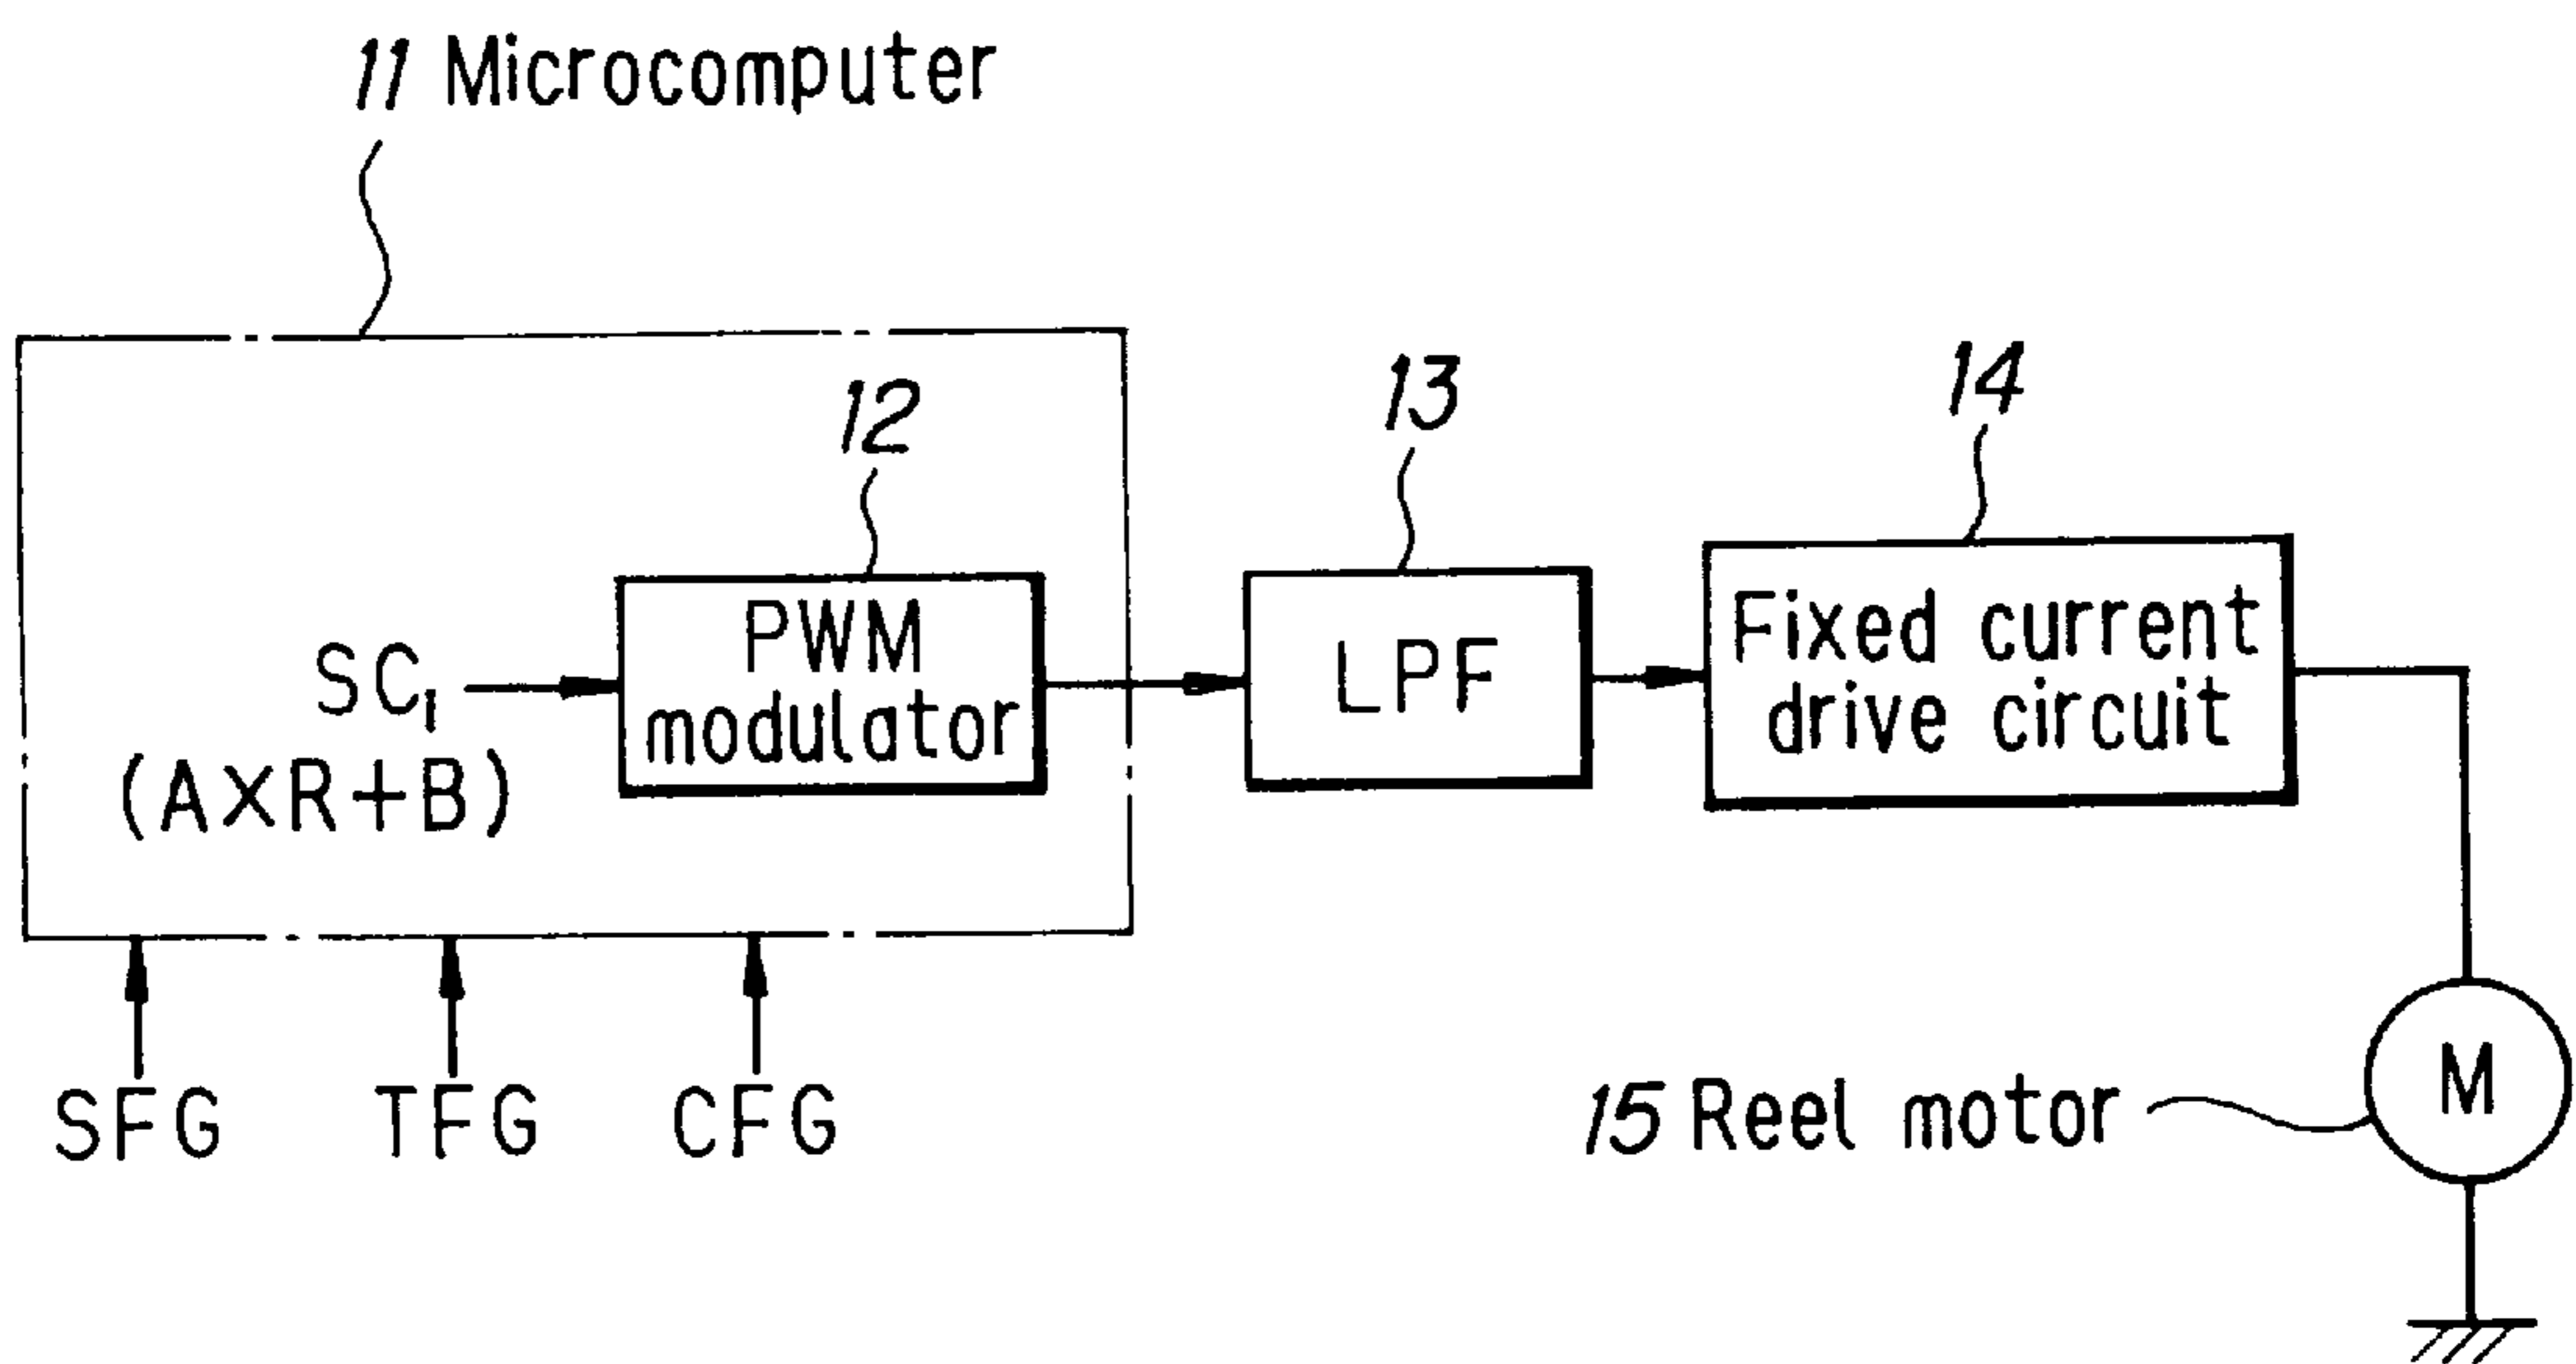 11 Microcomputer
12
13
14
PWM
modulator
LPF
Fixed current
drive circuit
SC₁
(A×R+B)
SFG
TFG
CFG
15 Reel motor
M